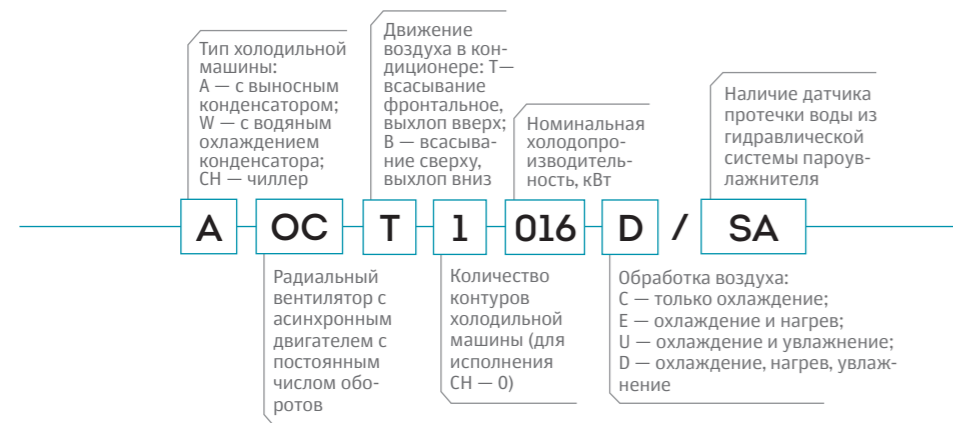 Тип холодильной
машины:
A — с выносным
конденсатором;
W — с водяным
охлаждением
конденсатора;
CH — чиллер
Движение
воздуха в кон-
диционере: T—
всасывание
фронтальное,
выхлоп вверх;
B — всасыва-
ние сверху,
выхлоп вниз
Номинальная
холодопро-
изводитель-
ность, кВт
Наличие датчика
протечки воды из
гидравлической
системы пароув-
лажнителя
A OC T 1 016 D / SA
Радиальный
вентилятор с
асинхронным
двигателем с
постоянным
числом обо-
ротов
Количество
контуров
холодильной
машины (для
исполнения
CH — 0)
Обработка воздуха:
C — только охлаждение;
E — охлаждение и нагрев;
U — охлаждение и увлажнение;
D — охлаждение, нагрев, увлаж-
нение